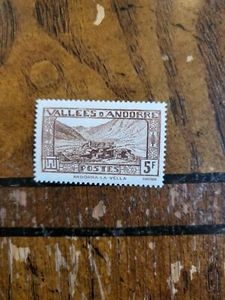 VALLÉES D'ANDORRE
POSTES
5F
ANDORRA-LA-VELLA